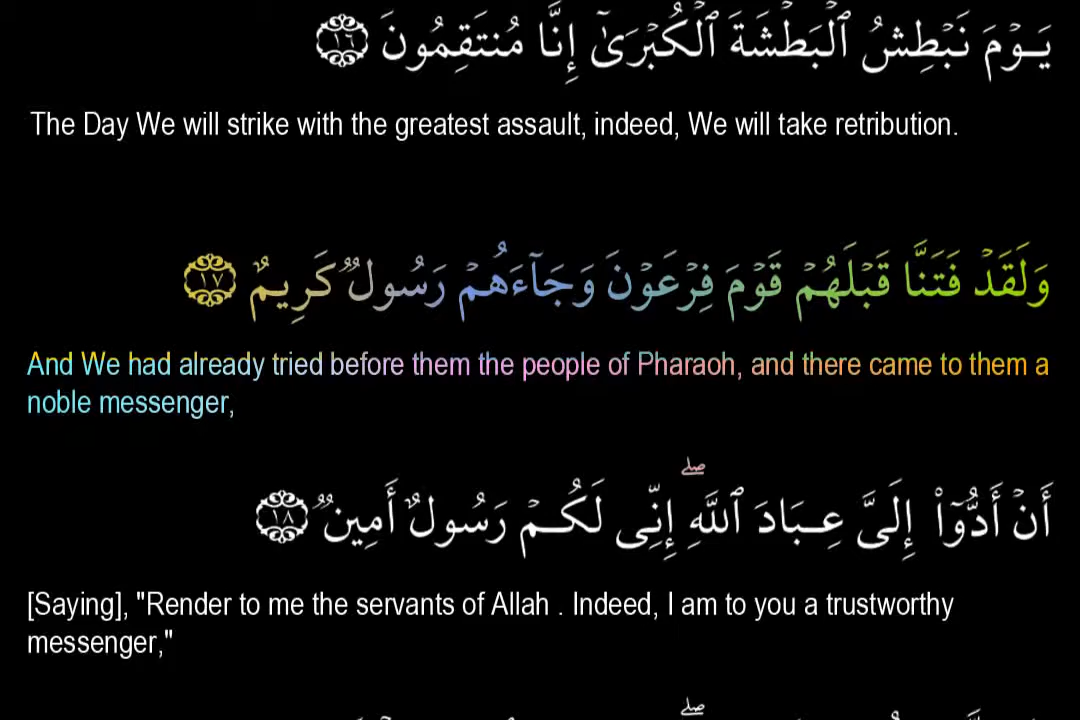 يَـوۡمَ نَبۡطِشُ ٱلۡبَطۡشَةَ ٱلۡكُبۡرَىٰٓ إِنَّا مُنتَقِمُونَ ١٦
The Day We will strike with the greatest assault, indeed, We will take retribution.
وَلَقَدۡ فَتَنَّا قَبۡلَهُمۡ قَوۡمَ فِرۡعَوۡنَ وَجَآءَهُمۡ رَسُولٌ كَرِيمٌ ١٧
And We had already tried before them the people of Pharaoh, and there came to them a
noble messenger,
أَنۡ أَدُّوٓاْ إِلَىَّ عِـبَادَ ٱللَّهِۖ إِنِّى لَكُـمۡ رَسُولٌ أَمِينٌ ١٨
[Saying], "Render to me the servants of Allah . Indeed, I am to you a trustworthy
messenger,"